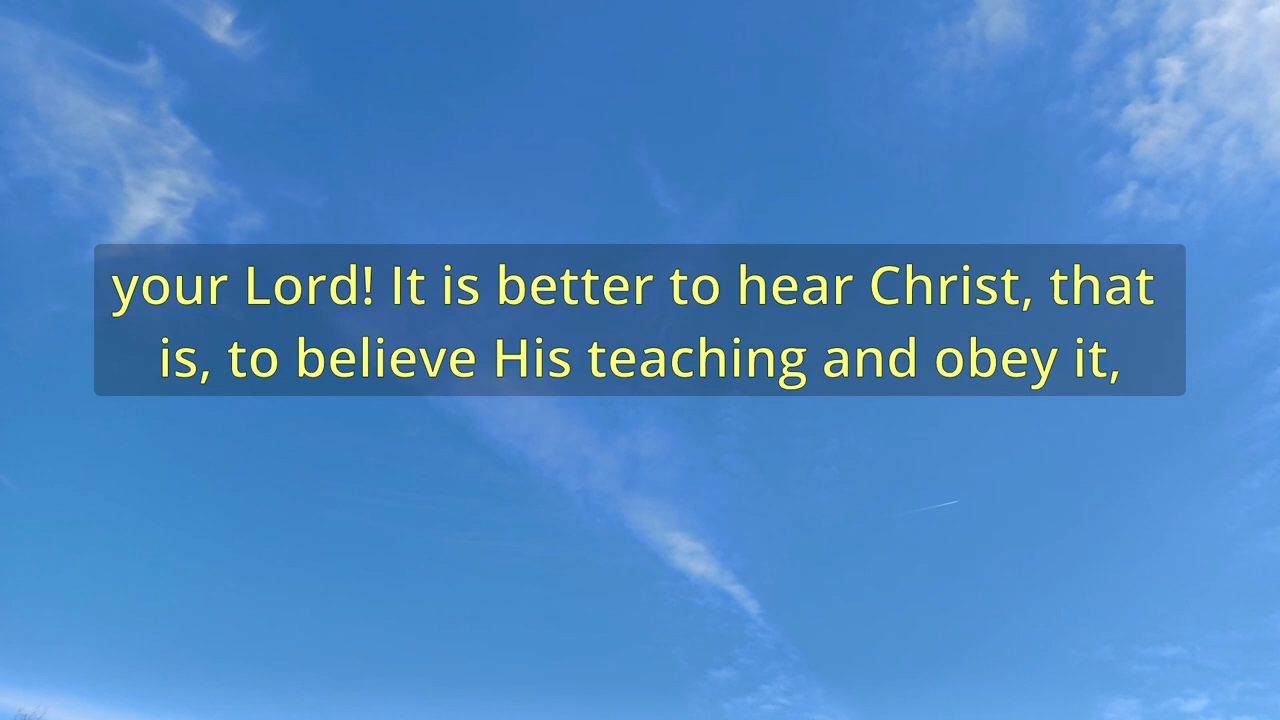 your Lord! It is better to hear Christ, that
is, to believe His teaching and obey it,